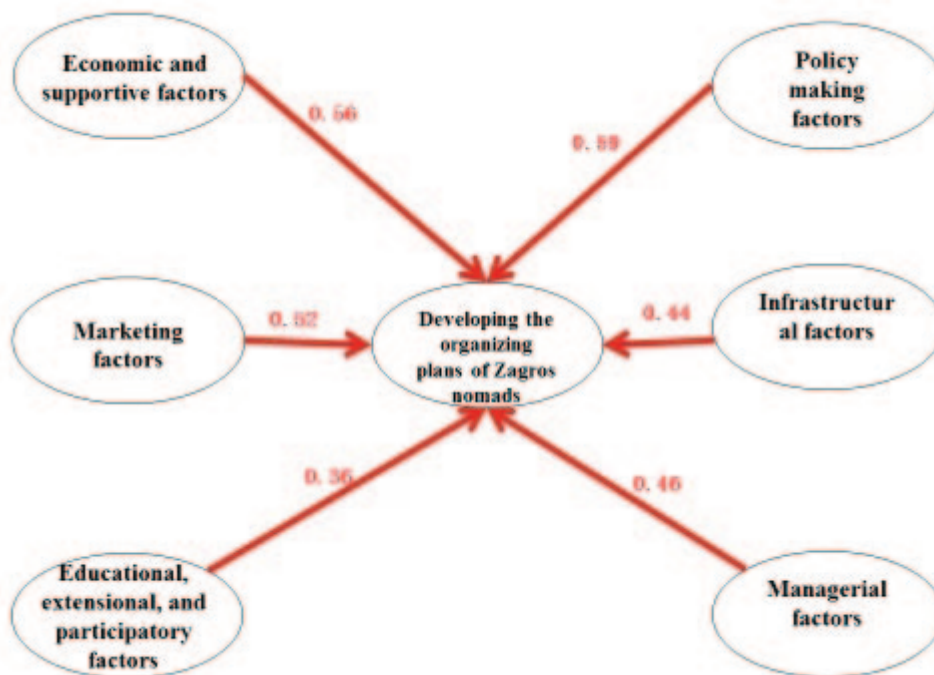 Economic and
supportive factors
Policy
making
factors
0.56
0.59
Marketing
factors
0.52
Developing the
organizing
plans of Zagros
nomads
0.44
Infrastructur
al factors
0.36
0.46
Educational,
extensional, and
participatory
factors
Managerial
factors